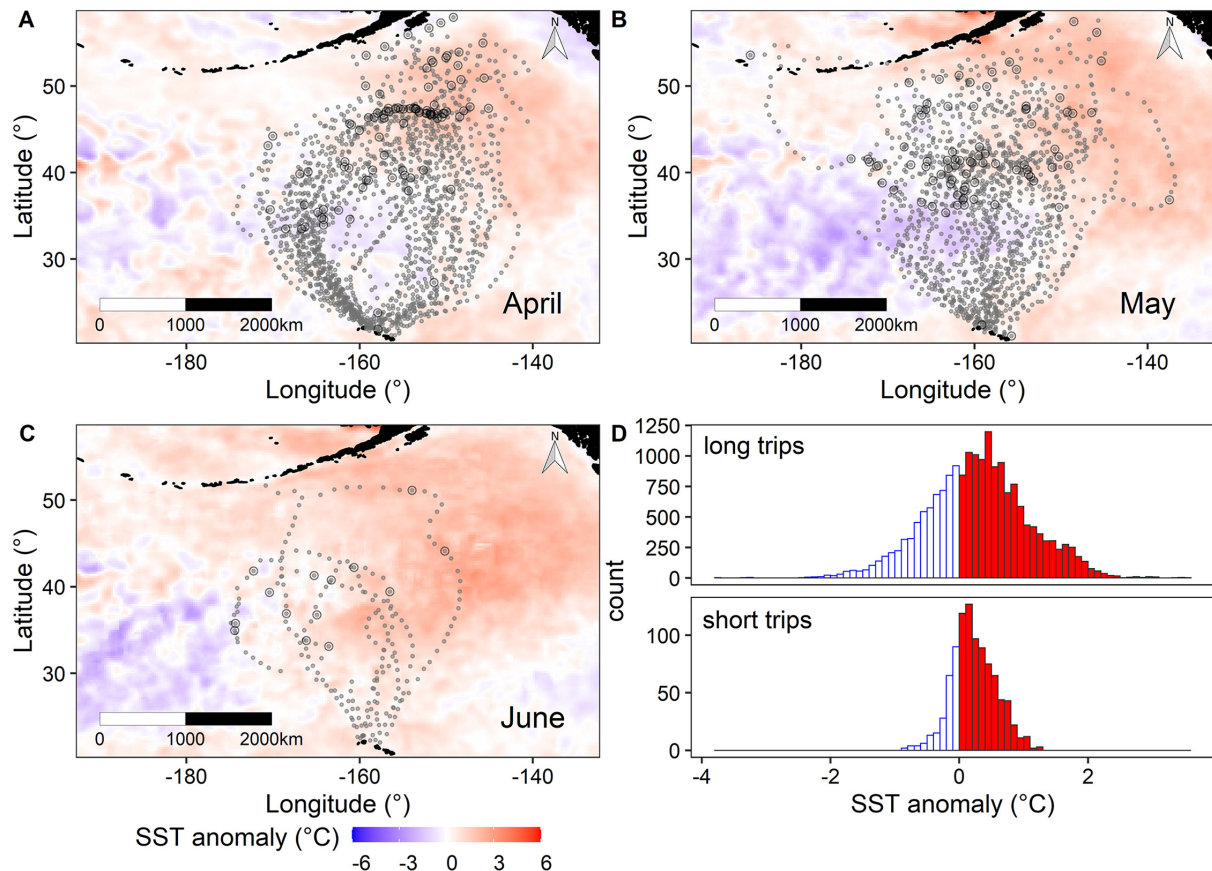 A
N
50
40
30
Latitude (°)
0 1000 2000km
April
-180 -160 -140
Longitude (°)
B
N
50
40
30
Latitude (°)
0 1000 2000km
May
-180 -160 -140
Longitude (°)
C
N
50
40
30
Latitude (°)
0 1000 2000km
June
-180 -160 -140
Longitude (°)
SST anomaly (°C)
-6 -3 0 3 6
D
1250
1000
750
500
250
0
long trips
count
100
50
0
short trips
-4 -2 0 2
SST anomaly (°C)